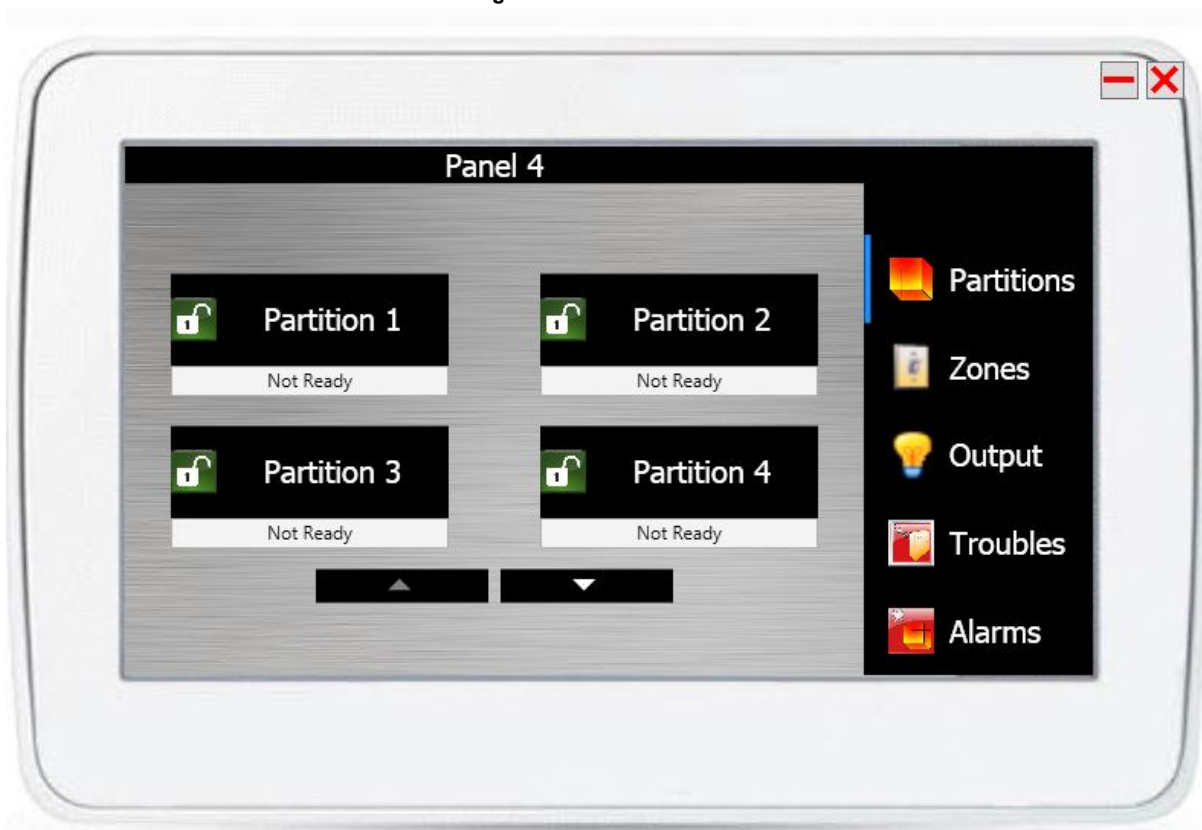 Panel 4
Partition 1
Not Ready
Partition 2
Not Ready
Partition 3
Not Ready
Partition 4
Not Ready
Partitions
Zones
Output
Troubles
Alarms